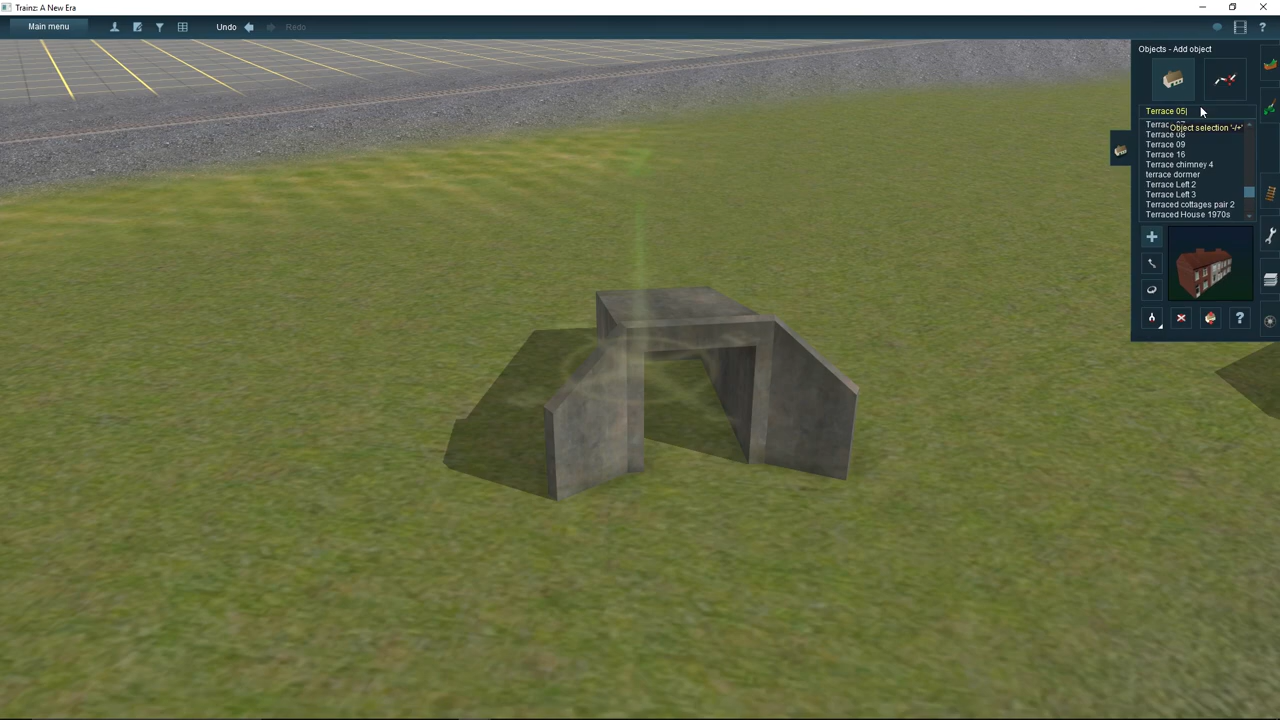 Trainz: A New Era
Main menu
Undo
Redo
Objects - Add object
Terrace 05
Object selection '-/+'
Terrace 08
Terrace 09
Terrace 16
Terrace chimney 4
terrace dormer
Terrace Left 2
Terrace Left 3
Terraced cottages pair 2
Terraced House 1970s